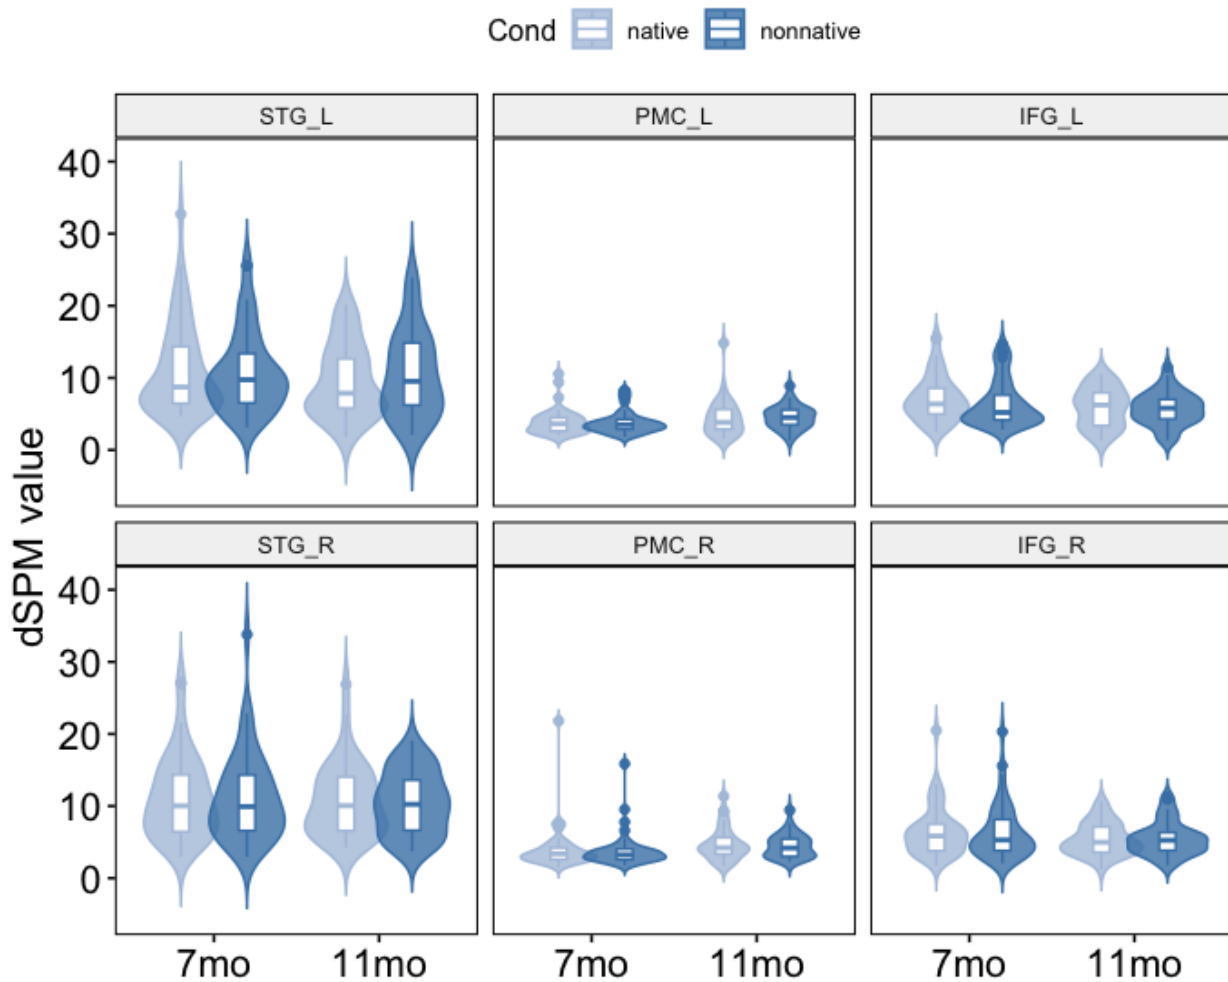 Cond native nonnative
STG_L PMC_L IFG_L
40
30
20
10
0
dSPM value
STG_R PMC_R IFG_R
40
30
20
10
0
7mo 11mo 7mo 11mo 7mo 11mo